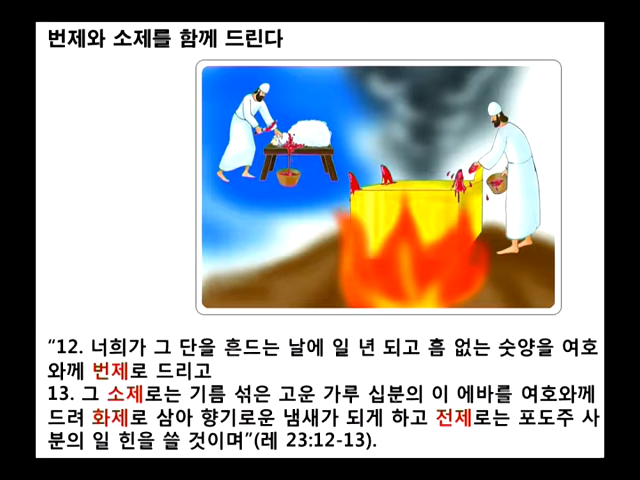 번제와 소제를 함께 드린다
“12. 너희가 그 단을 흔드는 날에 일 년 되고 흠 없는 숫양을 여호
와께 번제로 드리고
13. 그 소제로는 기름 섞은 고운 가루 십분의 이 에바를 여호와께
드려 화제로 삼아 향기로운 냄새가 되게 하고 전제로는 포도주 사
분의 일 힌을 쓸 것이며”(레 23:12-13).